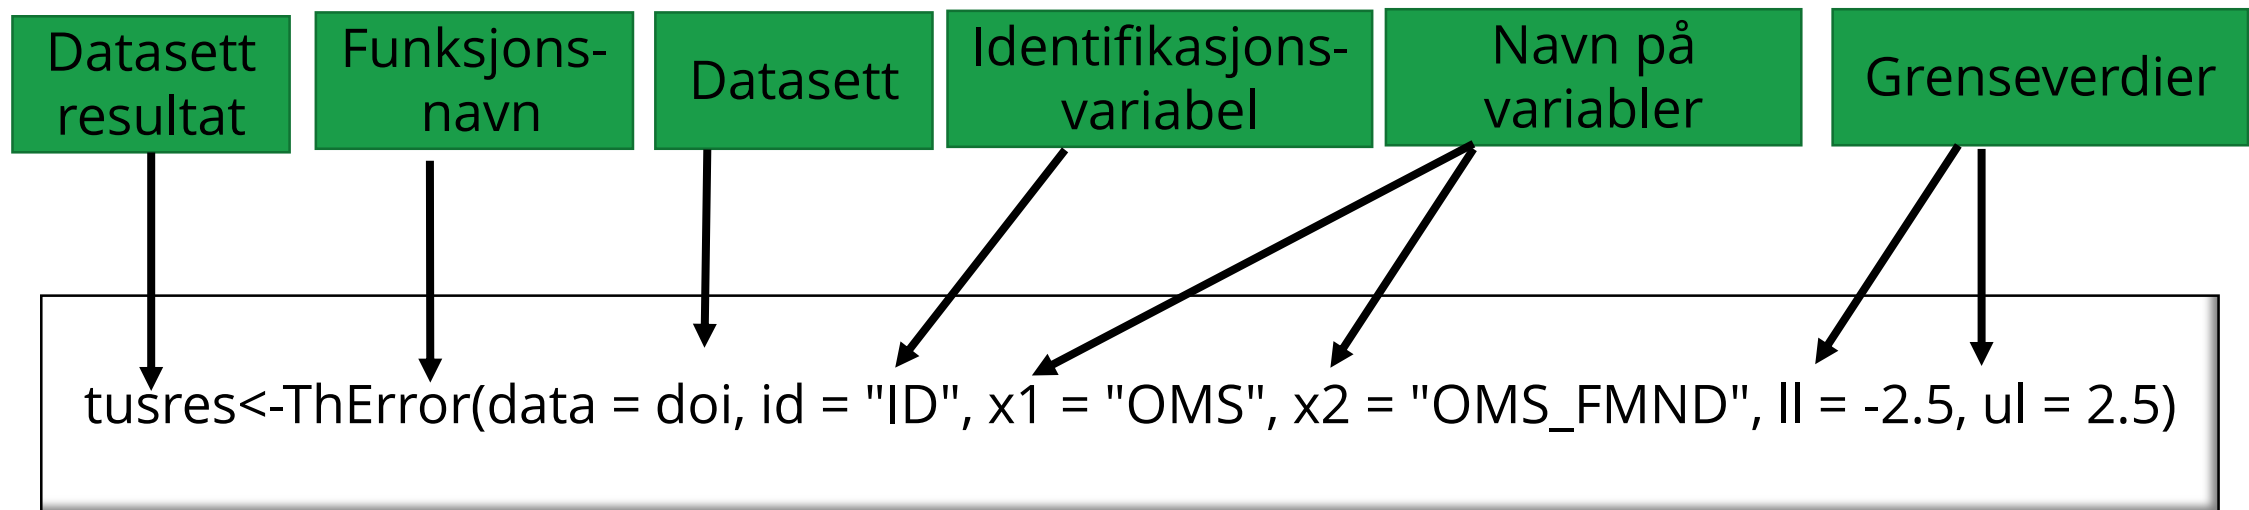 Datasett
resultat
Funksjons-
navn
Datasett
Identifikasjons-
variabel
Navn på
variabler
Grenseverdier
tusres<-ThError(data = doi, id = "ID", x1 = "OMS", x2 = "OMS_FMND", ll = -2.5, ul = 2.5)